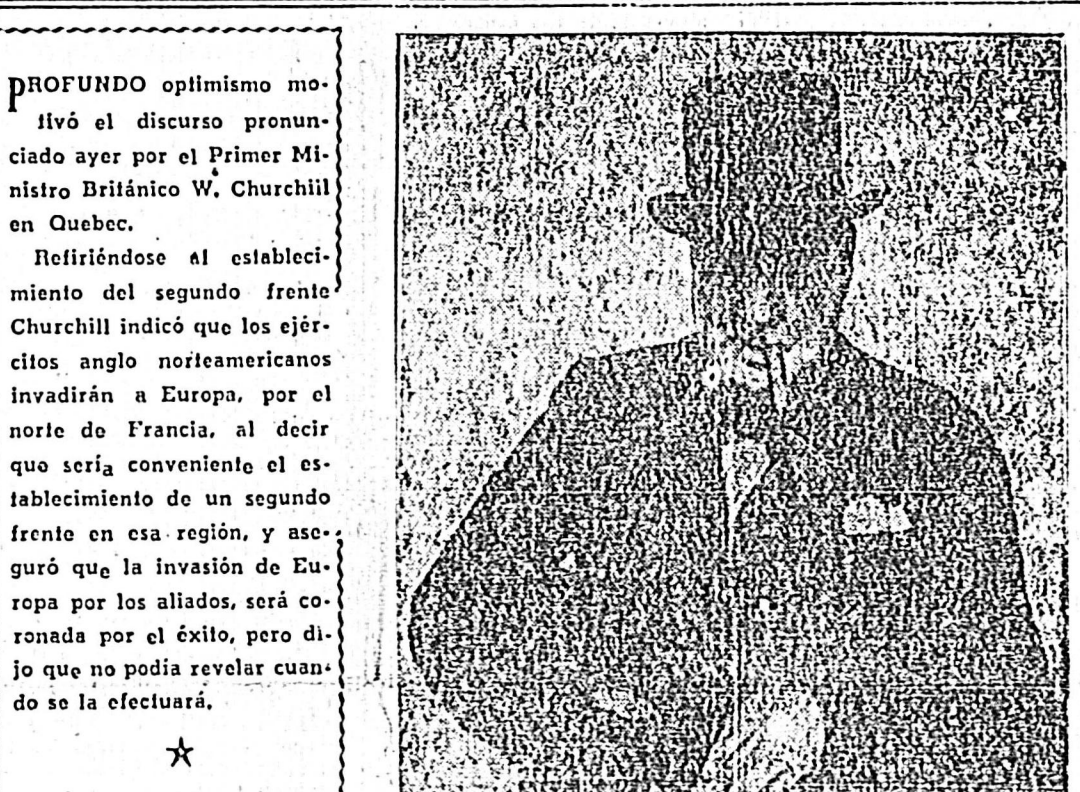 PROFUNDO optimismo mo-
tivó el discurso pronun-
ciado ayer por el Primer Mi-
nistro Británico W. Churchill
en Quebec.
Refiriéndose al estableci-
miento del segundo frente
Churchill indicó que los ejér-
citos anglo norteamericanos
invadirán a Europa, por el
norte de Francia, al decir
que sería conveniente el es-
tablecimiento de un segundo
frente en esa región, y ase-
guró que la invasión de Eu-
ropa por los aliados, será co-
ronada por el éxito, pero di-
jo que no podia revelar cuan-
do se la efectuará.